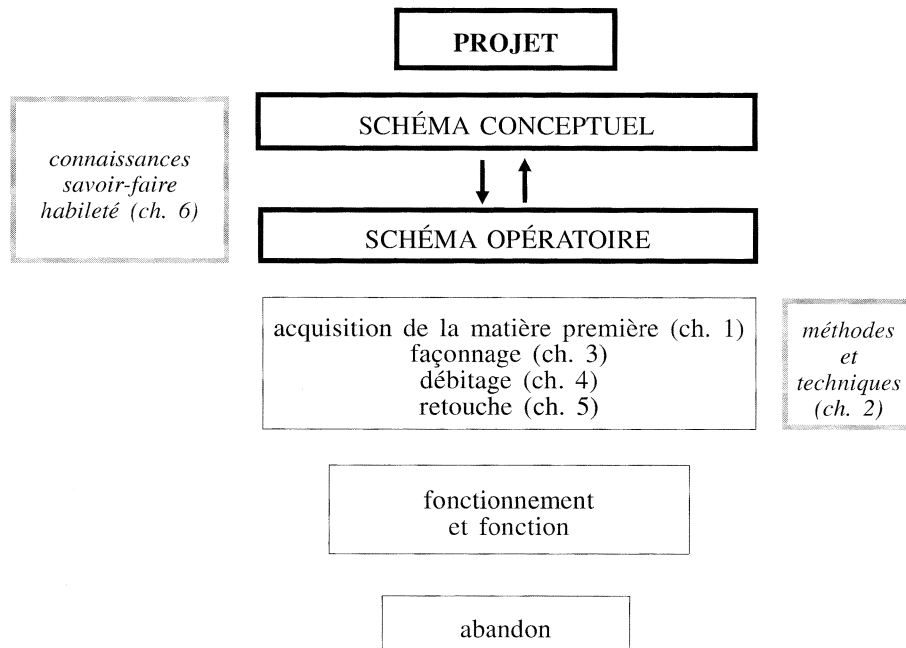 PROJET
SCHÉMA CONCEPTUEL
connaissances
savoir-faire
habileté (ch. 6)
SCHÉMA OPÉRATOIRE
acquisition de la matière première (ch. 1)
façonnage (ch. 3)
débitage (ch. 4)
retouche (ch. 5)
méthodes
et
techniques
(ch. 2)
fonctionnement
et fonction
abandon